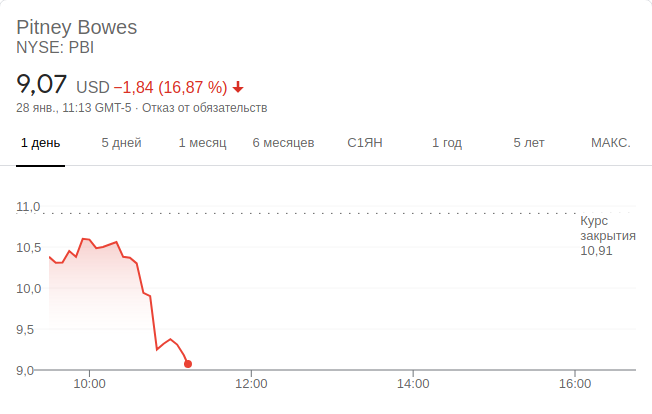 Pitney Bowes
NYSE: PBI
9,07 USD −1,84 (16,87 %)
28 янв., 11:13 GMT-5 · Отказ от обязательств
1 день 5 дней 1 месяц 6 месяцев С1ЯН 1 год 5 лет МАКС.
11,0
Курс
закрытия
10,91
10,5
10,0
9,5
9,0
10:00 12:00 14:00 16:00